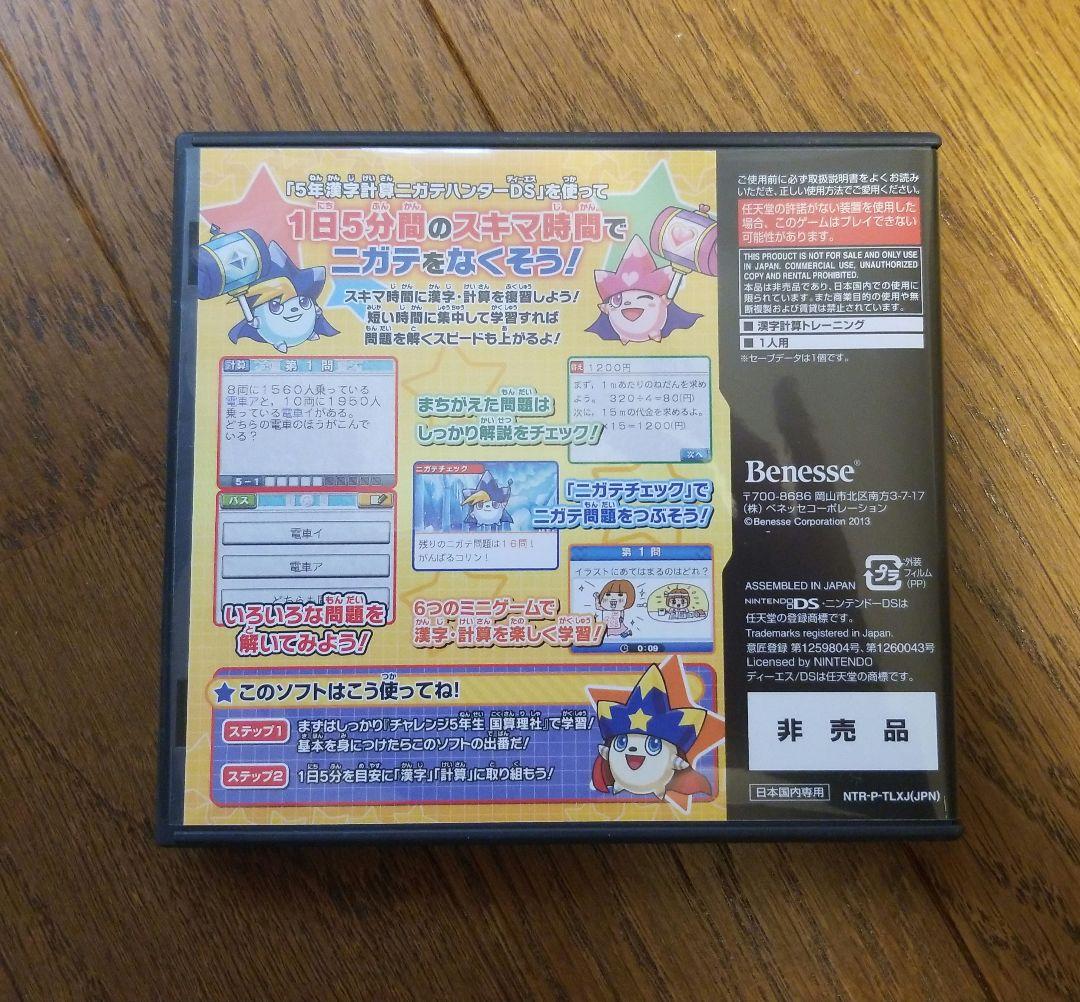 「5年漢字計算ニガテハンターDS」を使って
1日5分間のスキマ時間で
ニガテをなくそう!
スキマ時間に漢字・計算を復習しよう!
短い時間に集中して学習すれば
問題を解くスピードも上がるよ!
計算 第1問
8両に1560人乗っている
電車アと、10両に1950人
乗っている電車イがある。
どちらの電車のほうがこんで
いる?
5-1
パス
電車イ
電車ア
いろいろな問題を
解いてみよう!
まちがえた問題は
しっかり解説をチェック!
答え 1200円
まず、1mあたりのねだんを求め
よう。 320÷4=80(円)
次に、15mの代金を求めるよ。
×15=1200(円)
次へ
ニガテチェック
残りのニガテ問題は16問!
がんばるコリン!
「ニガテチェック」で
ニガテ問題をつぶそう!
第1問
イラストにあてはまるのはどれ?
0:09
6つのミニゲームで
漢字・計算を楽しく学習!
このソフトはこう使ってね!
ステップ1 まずはしっかり『チャレンジ5年生 国算理社』で学習!
基本を身につけたらこのソフトの出番だ!
ステップ2 1日5分を目安に「漢字」「計算」に取り組もう!
ご使用前に必ず取扱説明書をよくお読み
いただき、正しい使用方法でご愛用ください。
任天堂の許諾がない装置を使用した
場合、このゲームはプレイできない
可能性があります。
THIS PRODUCT IS NOT FOR SALE AND ONLY USE
IN JAPAN. COMMERCIAL USE, UNAUTHORIZED
COPY AND RENTAL PROHIBITED.
本品は非売品であり、日本国内での使用に
限られています。また商業目的の使用や無
断複製および賃貸は禁止されています。
■ 漢字計算トレーニング
■ 1人用
※セーブデータは1個です。
Benesse®
〒700-8686 岡山市北区南方3-7-17
(株)ベネッセコーポレーション
©Benesse Corporation 2013
プラ
外装
フィルム
(PP)
ASSEMBLED IN JAPAN
NINTENDO DS・ニンテンドーDSは
任天堂の登録商標です。
Trademarks registered in Japan.
意匠登録 第1259804号、第1260043号
Licensed by NINTENDO
ディーエス/DSは任天堂の商標です。
非売品
日本国内専用
NTR-P-TLXJ(JPN)